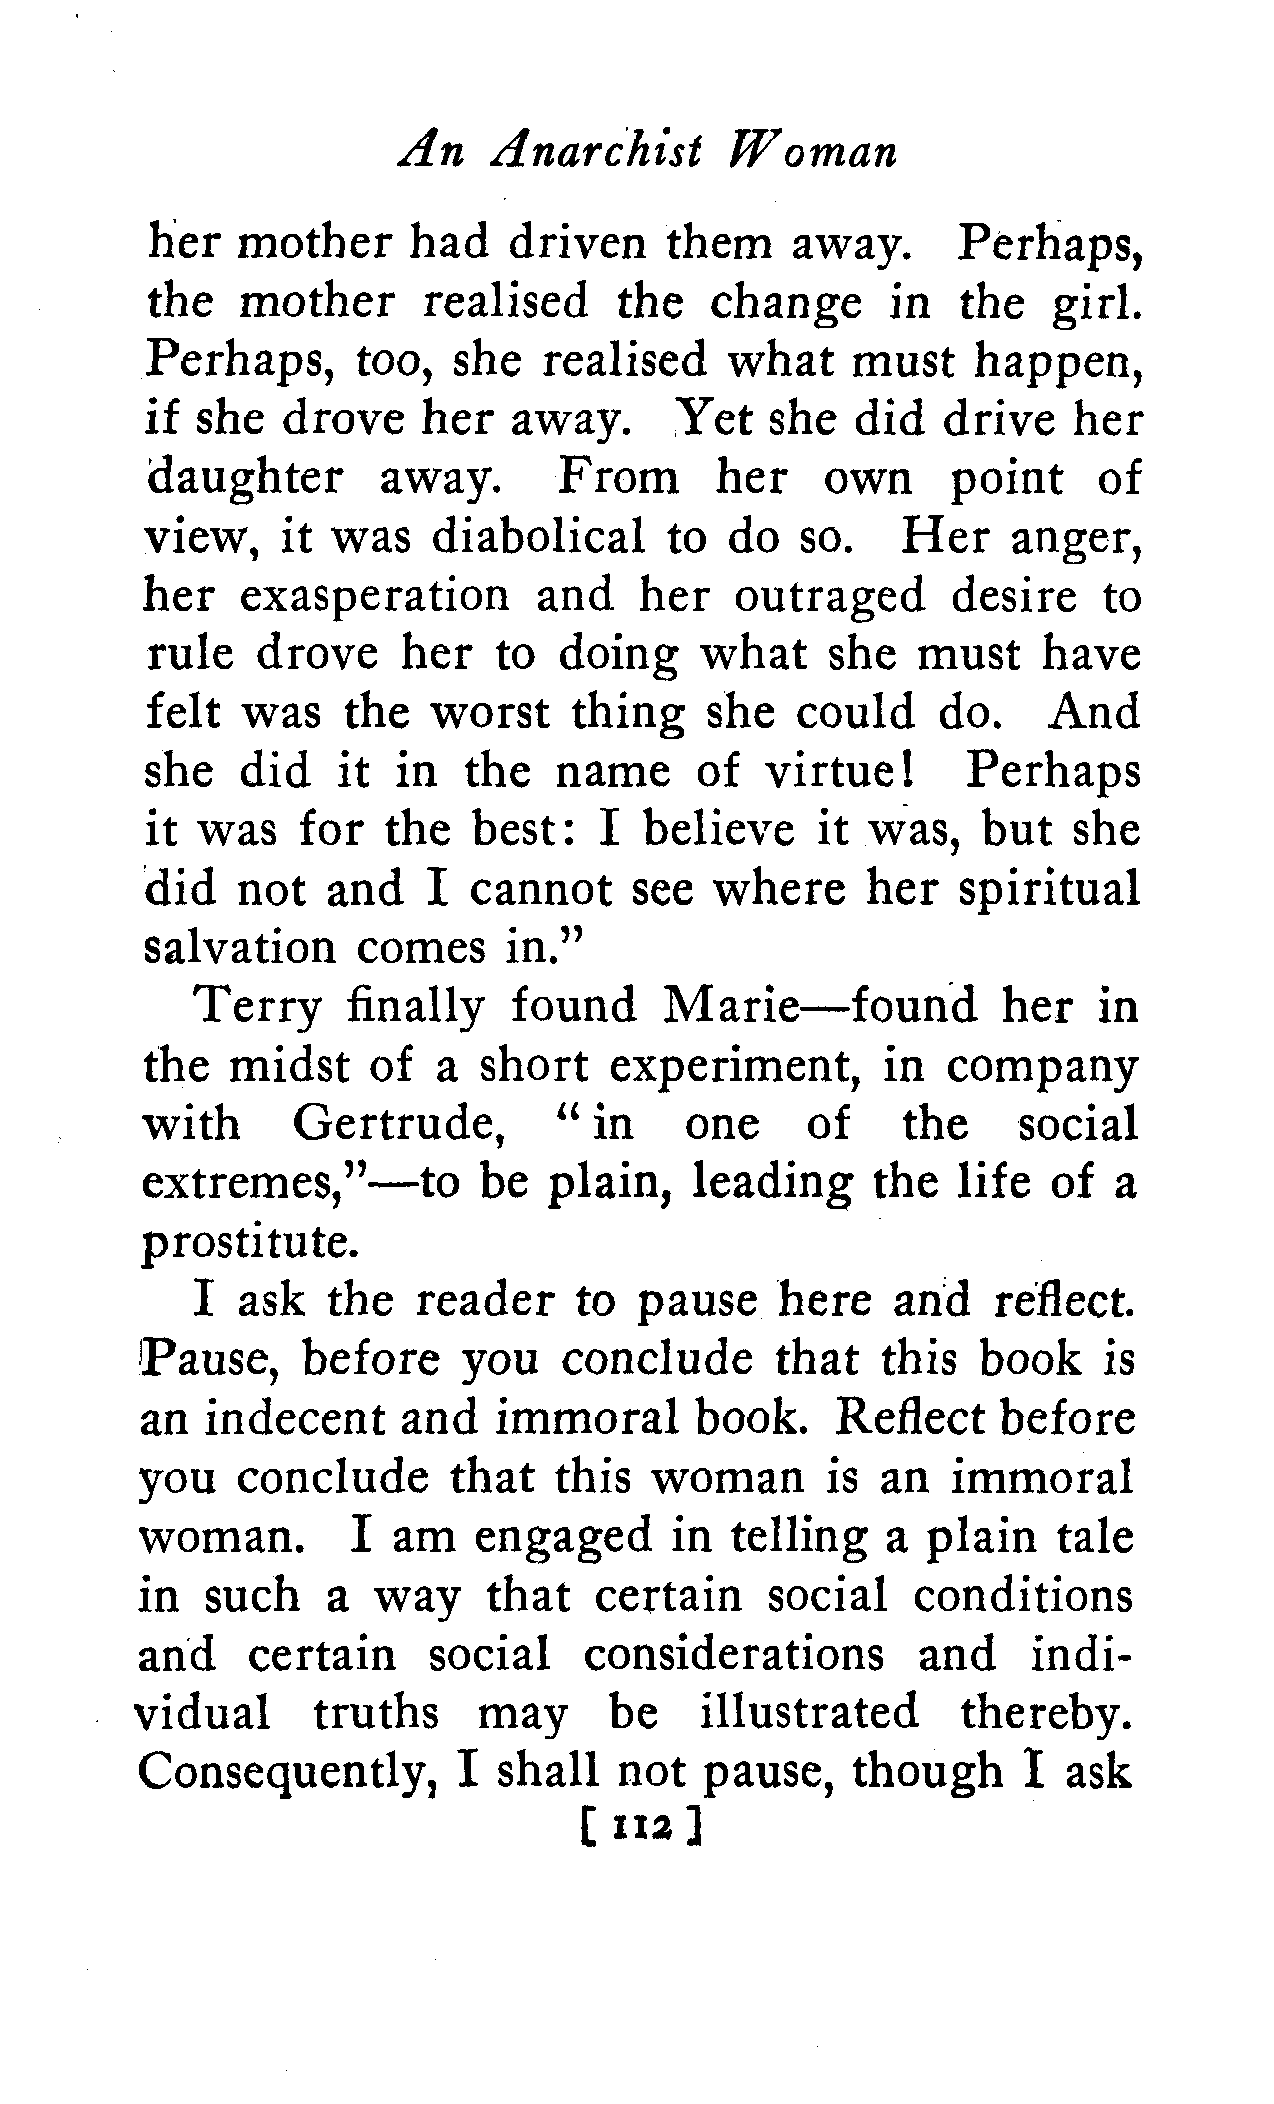 An Anarchist Woman
her mother had driven them away. Perhaps,
the mother realised the change in the girl.
Perhaps, too, she realised what must happen,
if she drove her away. Yet she did drive her
daughter away. From her own point of
view, it was diabolical to do so. Her anger,
her exasperation and her outraged desire to
rule drove her to doing what she must have
felt was the worst thing she could do. And
she did it in the name of virtue! Perhaps
it was for the best: I believe it was, but she
did not and I cannot see where her spiritual
salvation comes in.”
Terry finally found Marie—found her in
the midst of a short experiment, in company
with Gertrude, “in one of the social
extremes,”—to be plain, leading the life of a
prostitute.
I ask the reader to pause here and reflect.
Pause, before you conclude that this book is
an indecent and immoral book. Reflect before
you conclude that this woman is an immoral
woman. I am engaged in telling a plain tale
in such a way that certain social conditions
and certain social considerations and indi-
vidual truths may be illustrated thereby.
Consequently, I shall not pause, though I ask
[ 112 ]